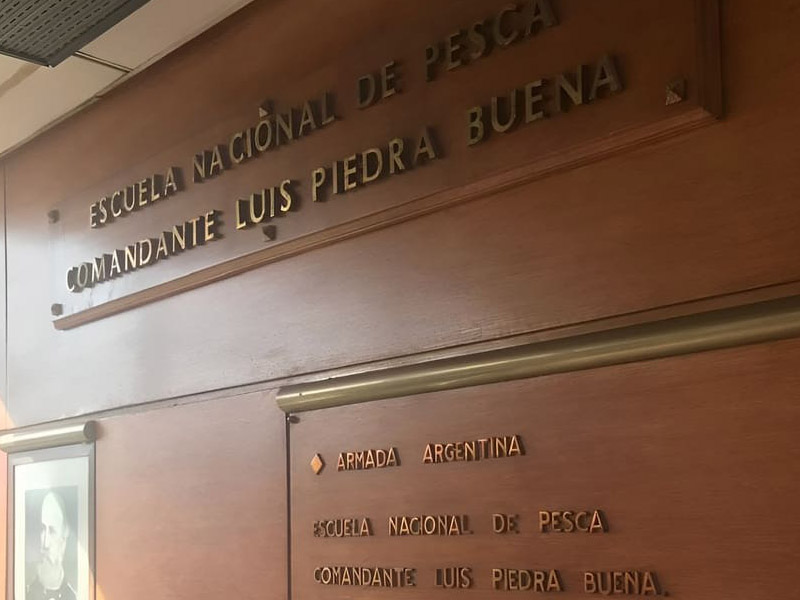 ESCUELA NACIONAL DE PESCA
COMANDANTE LUIS PIEDRA BUENA
ARMADA ARGENTINA
ESCUELA NACIONAL DE PESCA
COMANDANTE LUIS PIEDRA BUENA.